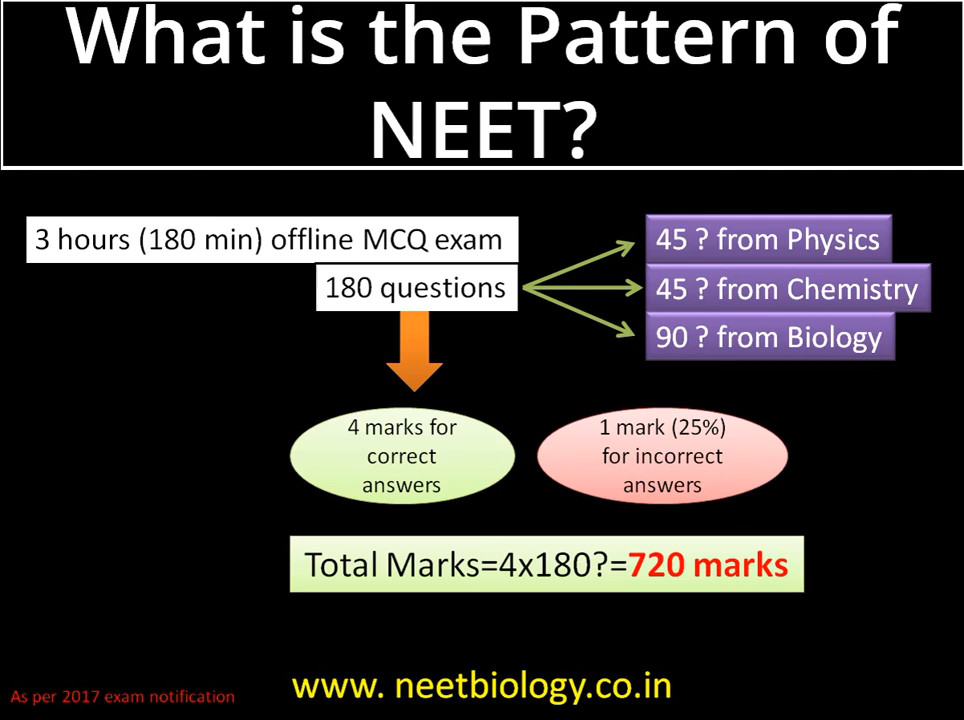 What is the Pattern of
NEET?
3 hours (180 min) offline MCQ exam
180 questions
45 ? from Physics
45 ? from Chemistry
90 ? from Biology
4 marks for
correct
answers
1 mark (25%)
for incorrect
answers
Total Marks=4x180?=720 marks
As per 2017 exam notification
www. neetbiology.co.in